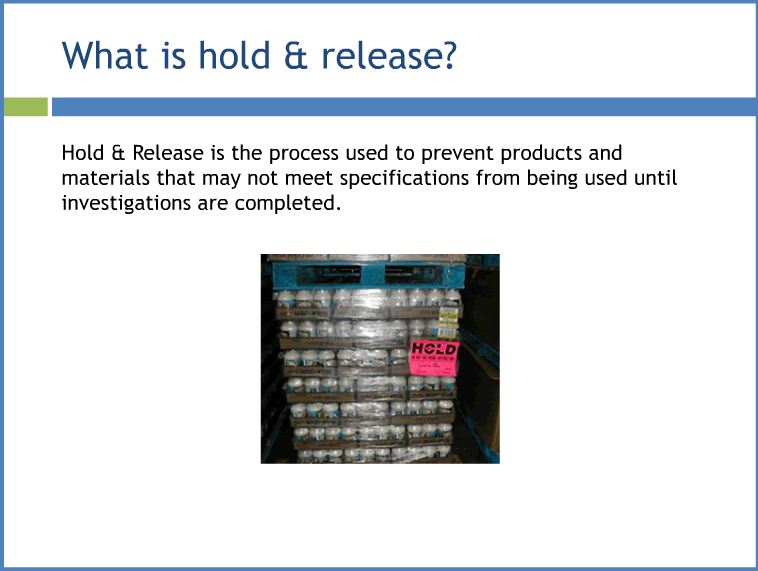 What is hold & release?
Hold & Release is the process used to prevent products and
materials that may not meet specifications from being used until
investigations are completed.
HOLD